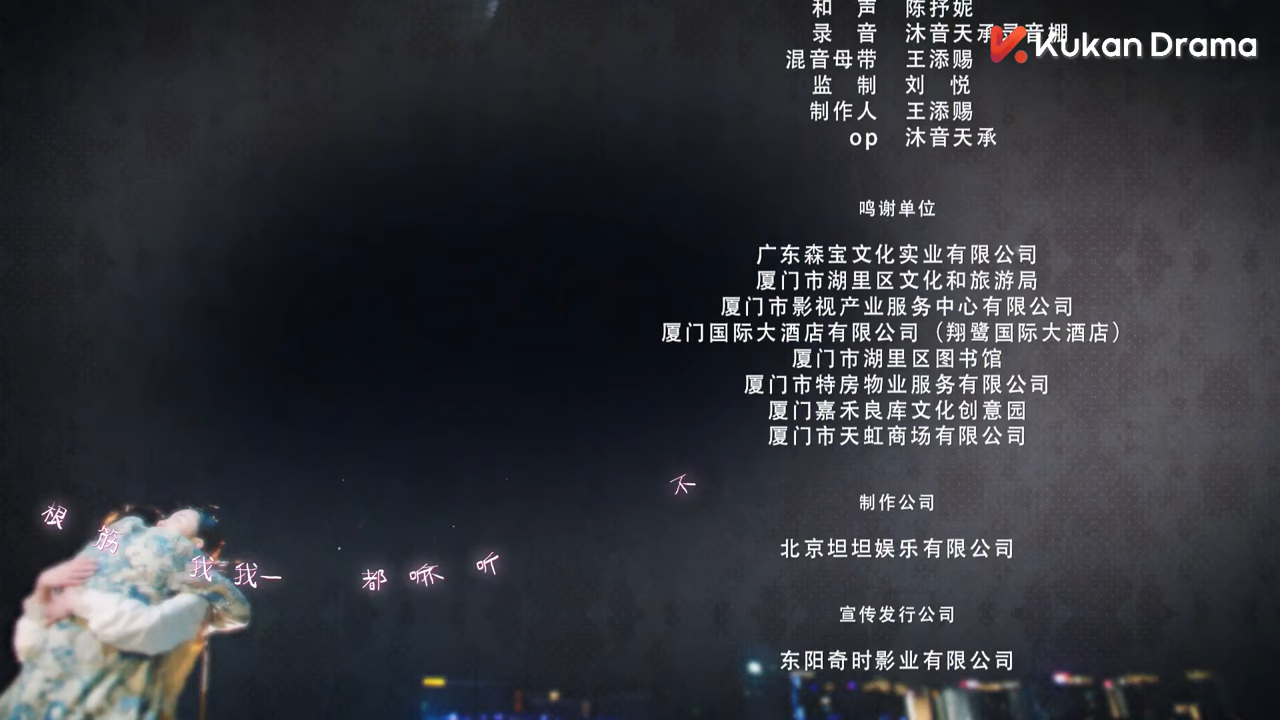 和 声 陈抒妮
录 音 沐音天承录音棚
Kukan Drama
混音母带 王添赐
监 制 刘 悦
制作人 王添赐
op 沐音天承
鸣谢单位
广东森宝文化实业有限公司
厦门市湖里区文化和旅游局
厦门市影视产业服务中心有限公司
厦门国际大酒店有限公司（翔鹭国际大酒店）
厦门市湖里区图书馆
厦门市特房物业服务有限公司
厦门嘉禾良库文化创意园
厦门市天虹商场有限公司
制作公司
北京坦坦娱乐有限公司
宣传发行公司
东阳奇时影业有限公司
根筋 我我一 都嘛听 不